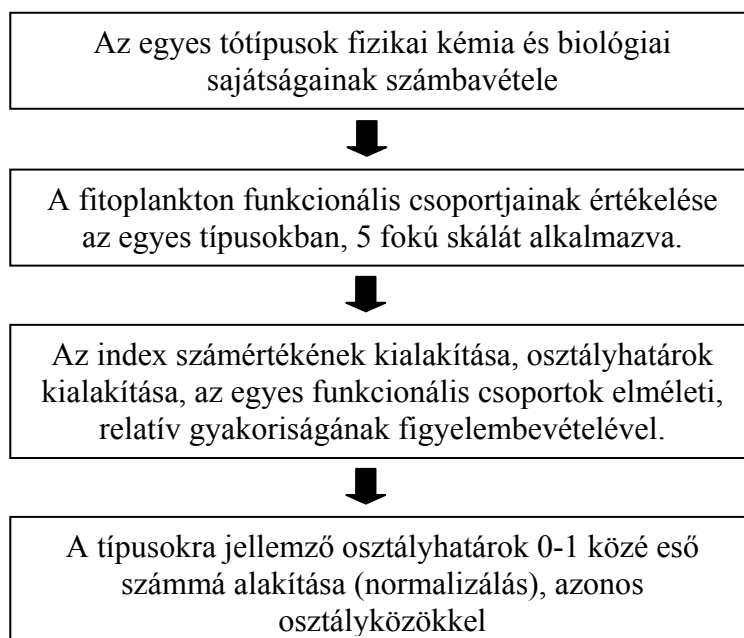 Az egyes tótípusok fizikai kémia és biológiai
sajátságainak számbavétele
A fitoplankton funkcionális csoportjainak értékelése
az egyes típusokban, 5 fokú skálát alkalmazva.
Az index számértékének kialakítása, osztályhatárok
kialakítása, az egyes funkcionális csoportok elméleti,
relatív gyakoriságának figyelembevételével.
A típusokra jellemző osztályhatárok 0-1 közé eső
számmá alakítása (normalizálás), azonos
osztályközökkel